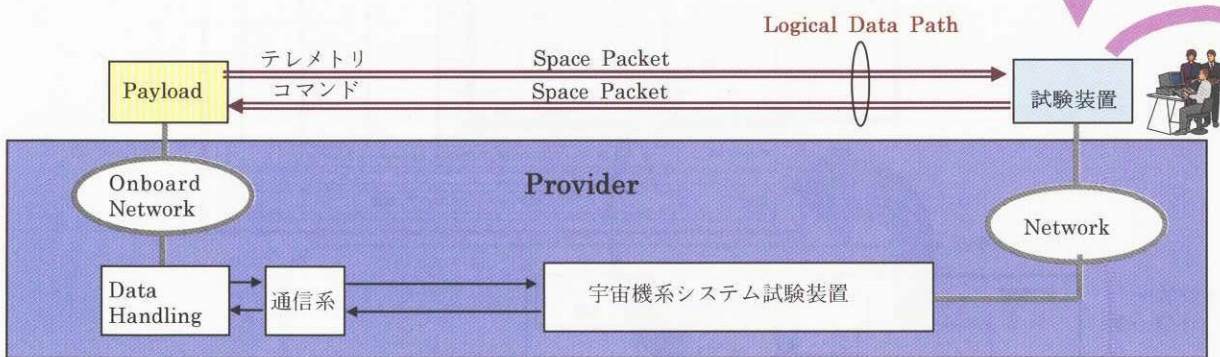 Logical Data Path
テレメトリ
Space Packet
コマンド
Space Packet
Payload
試験装置
Provider
Onboard
Network
Network
Data
Handling
通信系
宇宙機系システム試験装置